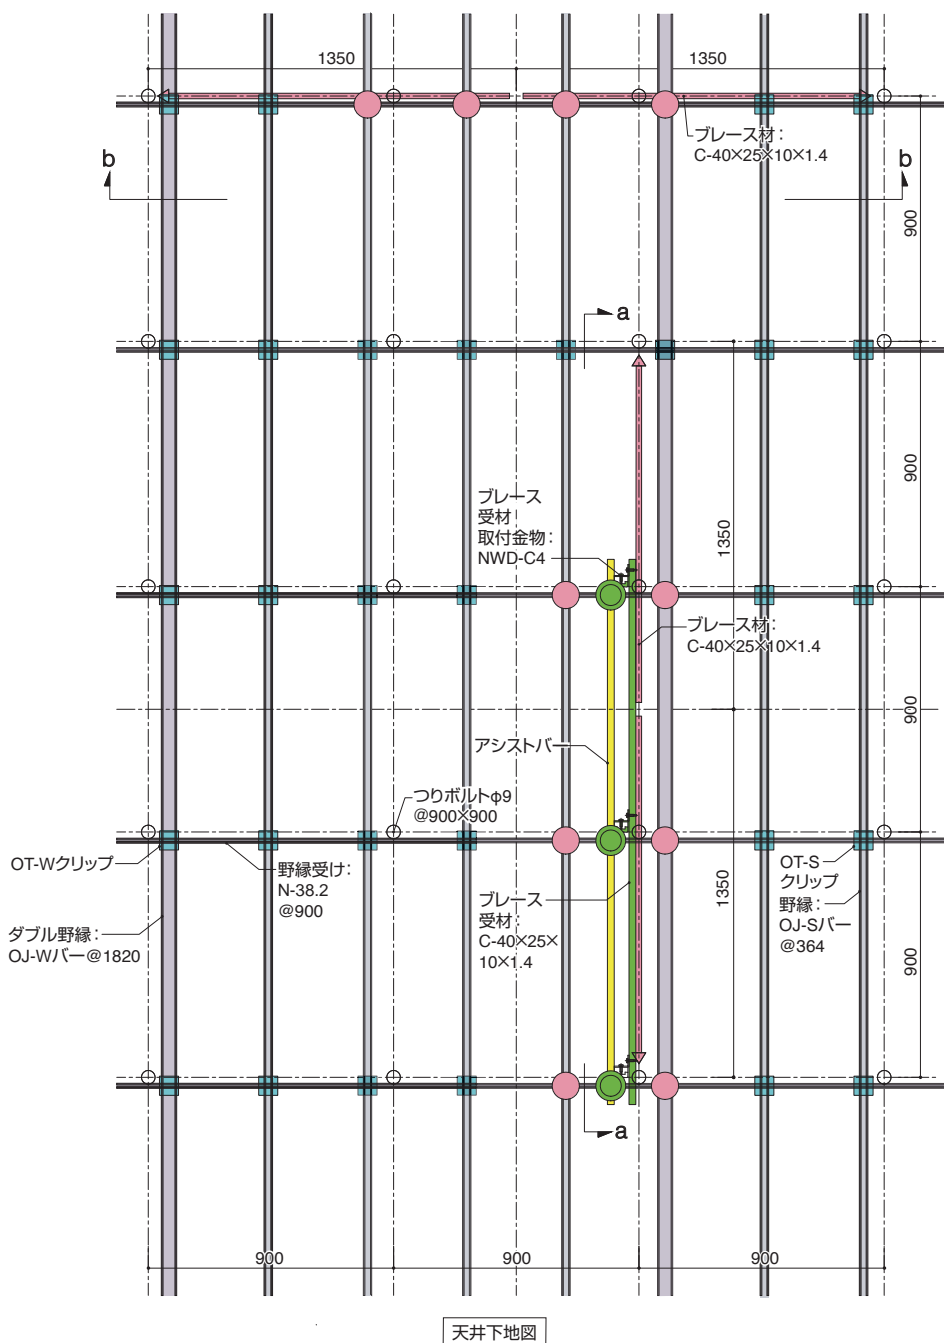 1350
1350
ブレース材：
C-40×25×10×1.4
b
b
900
a
900
ブレース
受材
取付金物：
NWD-C4
1350
ブレース材：
C-40×25×10×1.4
900
アシストバー
つりボルトφ9
@900×900
OT-Wクリップ
野縁受け：
N-38.2
@900
ダブル野縁：
OJ-Wバー@1820
ブレース
受材：
C-40×25×
10×1.4
1350
OT-S
クリップ
野縁：
OJ-Sバー
@364
900
a
900
900
900
天井下地図